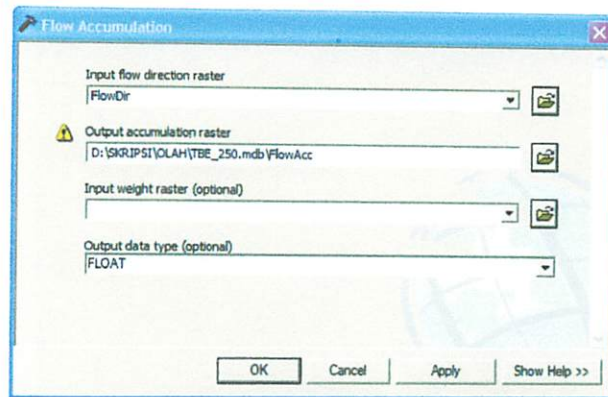 Flow Accumulation
Input flow direction raster
FlowDir
Output accumulation raster
D:\SKRIPSI\OLAH\TBE_250.mdb\FlowAcc
Input weight raster (optional)
Output data type (optional)
FLOAT
OK
Cancel
Apply
Show Help >>